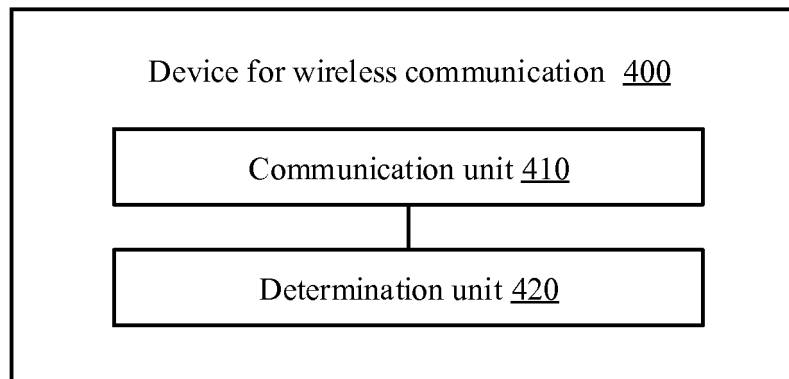 Device for wireless communication 400
Communication unit 410
Determination unit 420